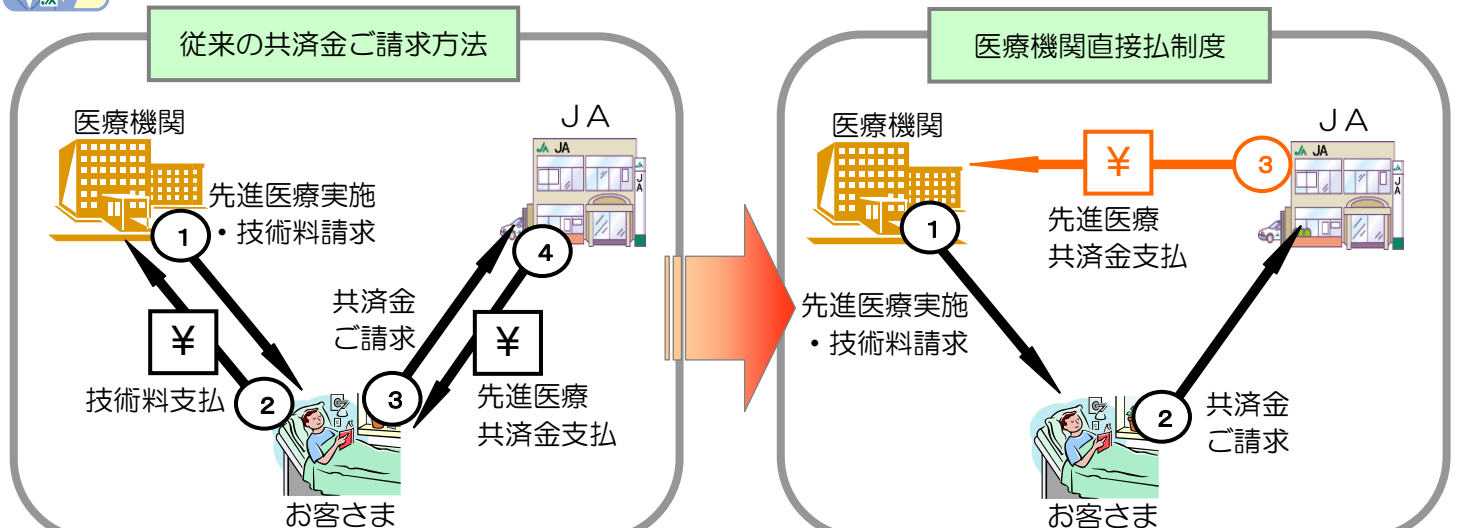 従来の共済金ご請求方法
医療機関
JA
JA JA
JA
先進医療実施
・技術料請求
1
4
共済金
ご請求
¥
¥
技術料支払
2
3
先進医療
共済金支払
お客さま
医療機関直接払制度
医療機関
JA
JA JA
JA
¥
3
先進医療
共済金支払
1
先進医療実施
・技術料請求
2
共済金
ご請求
お客さま